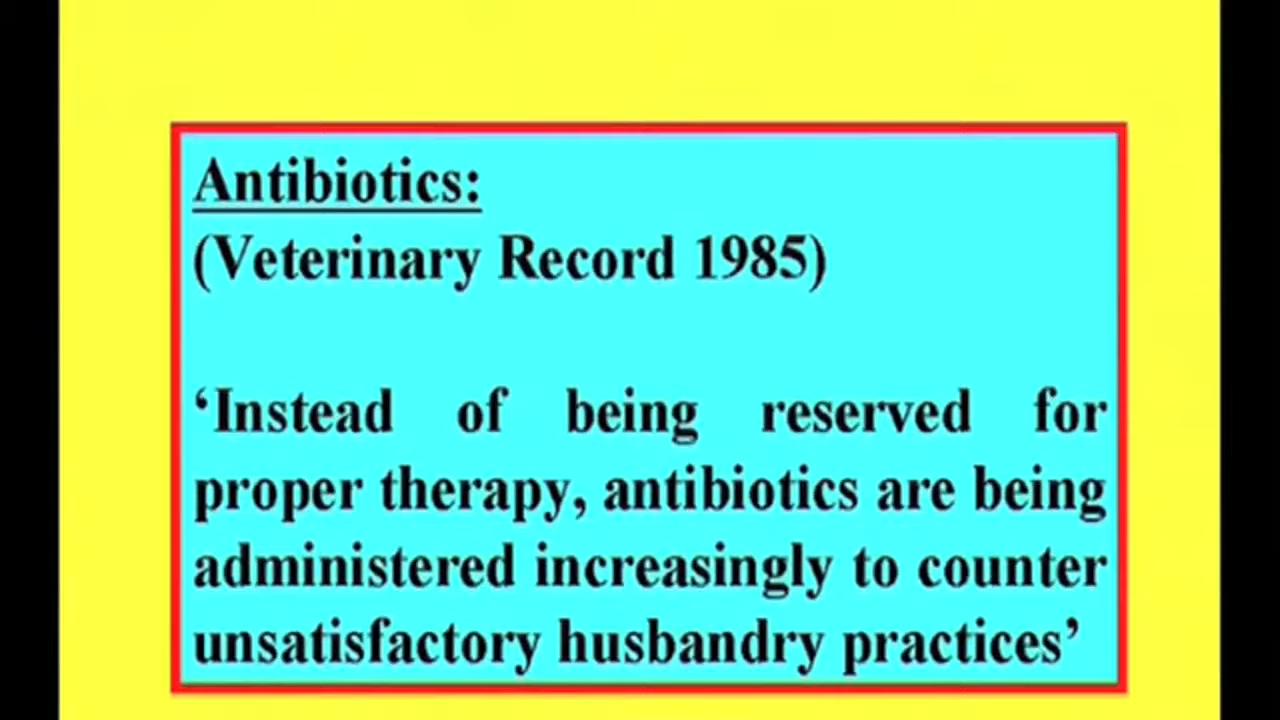 Antibiotics:
(Veterinary Record 1985)
‘Instead of being reserved for
proper therapy, antibiotics are being
administered increasingly to counter
unsatisfactory husbandry practices’